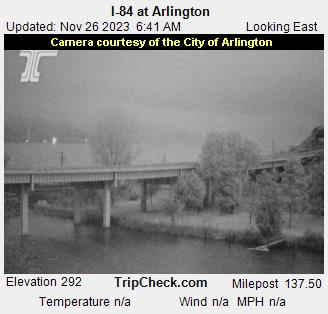 I-84 at Arlington
Updated: Nov 26 2023 6:41 AM Looking East
Camera courtesy of the City of Arlington
Elevation 292 TripCheck.com Milepost 137.50
Temperature n/a Wind n/a MPH n/a